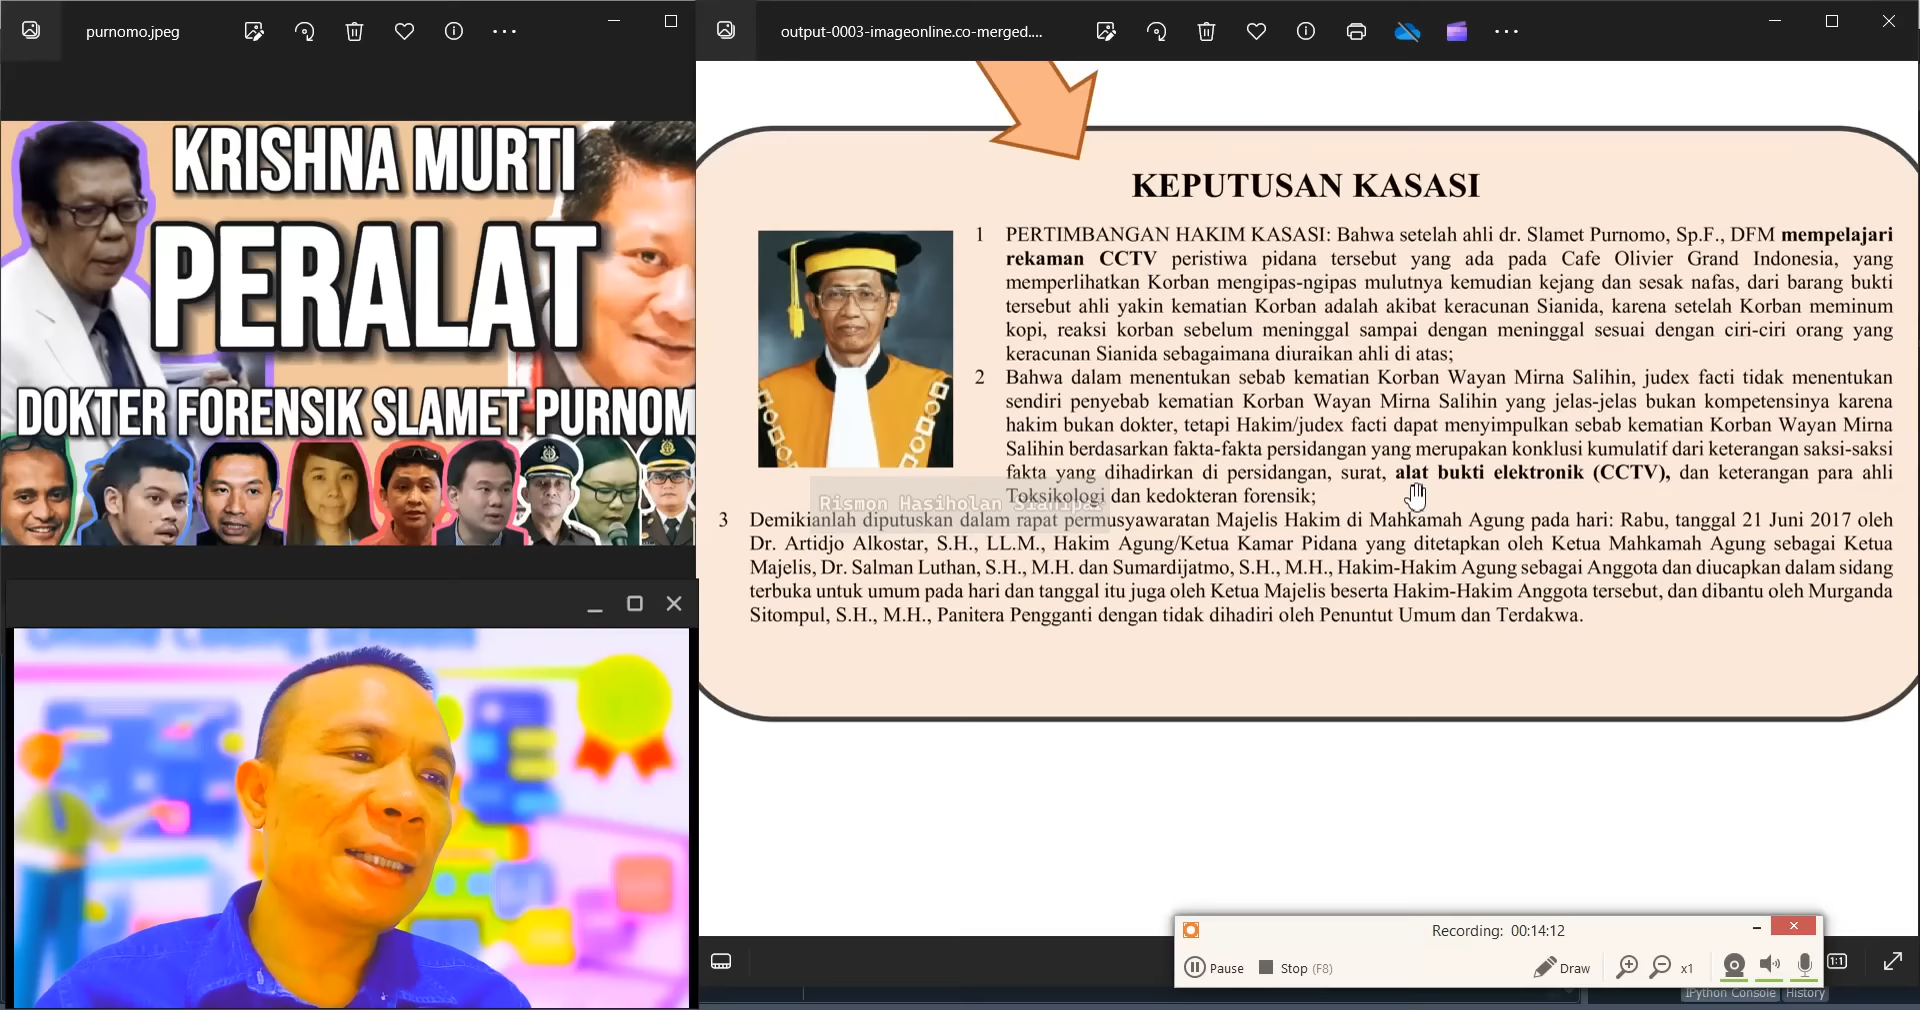 purnomo.jpeg
output-0003-imageonline.co-merged....
KRISHNA MURTI
PERALAT
DOKTER FORENSIK SLAMET PURNOM
KEPUTUSAN KASASI
1 PERTIMBANGAN HAKIM KASASI: Bahwa setelah ahli dr. Slamet Purnomo, Sp.F., DFM mempelajari
rekaman CCTV peristiwa pidana tersebut yang ada pada Cafe Olivier Grand Indonesia, yang
memperlihatkan Korban mengipas-ngipas mulutnya kemudian kejang dan sesak nafas, dari barang bukti
tersebut ahli yakin kematian Korban adalah akibat keracunan Sianida, karena setelah Korban meminum
kopi, reaksi korban sebelum meninggal sampai dengan meninggal sesuai dengan ciri-ciri orang yang
keracunan Sianida sebagaimana diuraikan ahli di atas;
2 Bahwa dalam menentukan sebab kematian Korban Wayan Mirna Salihin, judex facti tidak menentukan
sendiri penyebab kematian Korban Wayan Mirna Salihin yang jelas-jelas bukan kompetensinya karena
hakim bukan dokter, tetapi Hakim/judex facti dapat menyimpulkan sebab kematian Korban Wayan Mirna
Salihin berdasarkan fakta-fakta persidangan yang merupakan konklusi kumulatif dari keterangan saksi-saksi
fakta yang dihadirkan di persidangan, surat, alat bukti elektronik (CCTV), dan keterangan para ahli
Toksikologi dan kedokteran forensik;
Rismon Hasiholan Sianipar
3 Demikianlah diputuskan dalam rapat permusyawaratan Majelis Hakim di Mahkamah Agung pada hari: Rabu, tanggal 21 Juni 2017 oleh
Dr. Artidjo Alkostar, S.H., LL.M., Hakim Agung/Ketua Kamar Pidana yang ditetapkan oleh Ketua Mahkamah Agung sebagai Ketua
Majelis, Dr. Salman Luthan, S.H., M.H. dan Sumardijatmo, S.H., M.H., Hakim-Hakim Agung sebagai Anggota dan diucapkan dalam sidang
terbuka untuk umum pada hari dan tanggal itu juga oleh Ketua Majelis beserta Hakim-Hakim Anggota tersebut, dan dibantu oleh Murganda
Sitompul, S.H., M.H., Panitera Pengganti dengan tidak dihadiri oleh Penuntut Umum dan Terdakwa.
Recording: 00:14:12
Pause Stop (F8) Draw x1
1:1
IPython Console History